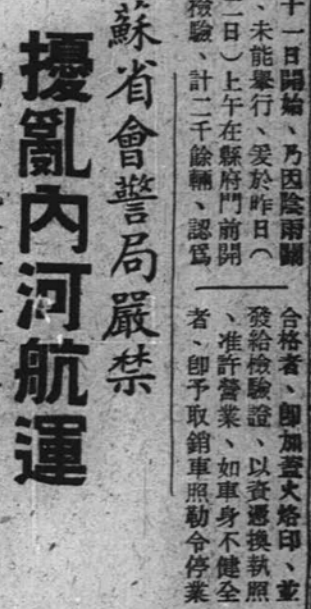 十一日開始、乃因陰雨關
、未能舉行、爰於昨日（
二日）上午在縣府門前開
檢驗、計二千餘輛、認爲
合格者、卽加蓋火烙印、並
發給檢驗證、以資憑換執照
、准許營業、如車身不健全
者、卽予取銷車照勒令停業
蘇省會警局嚴禁
擾亂內河航運